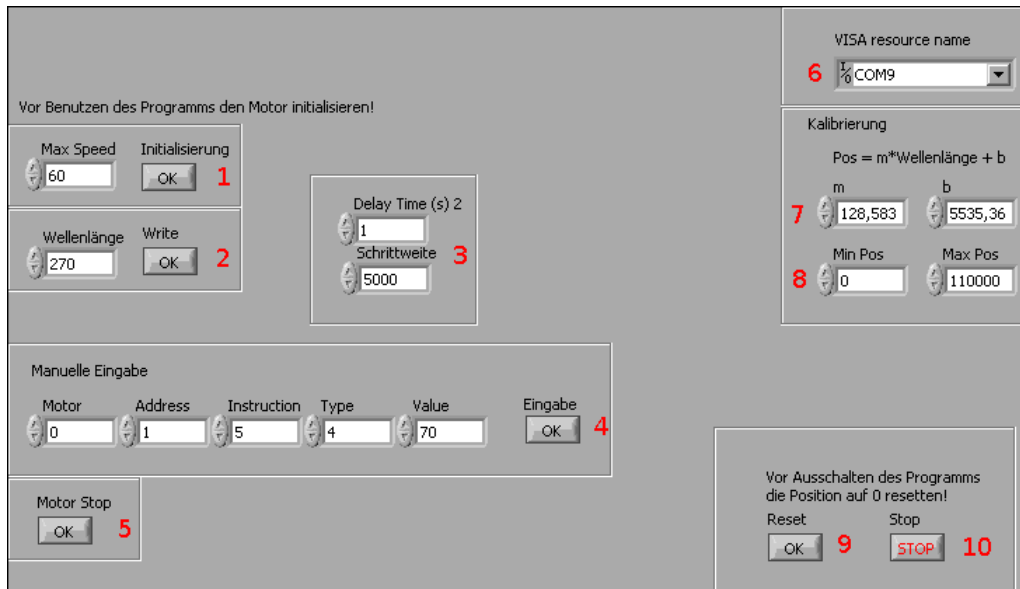 VISA resource name
6 I/O COM9
Vor Benutzen des Programms den Motor initialisieren!
Max Speed Initialisierung
60 OK 1
Wellenlänge Write
270 OK 2
Delay Time (s) 2
1
Schrittweite 3
5000
Kalibrierung
Pos = m*Wellenlänge + b
m b
7 128,583 5535,36
Min Pos Max Pos
8 0 110000
Manuelle Eingabe
Motor Address Instruction Type Value Eingabe
0 1 5 4 70 OK 4
Motor Stop
OK 5
Vor Ausschalten des Programms
die Position auf 0 resetten!
Reset Stop
OK 9 STOP 10